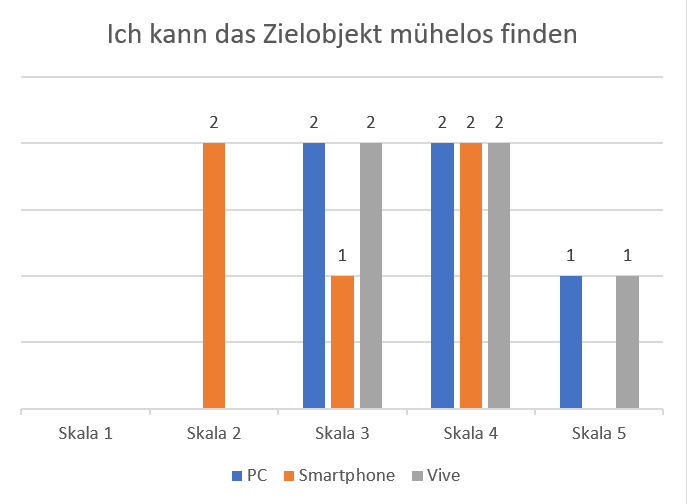 Ich kann das Zielobjekt mühelos finden
2 2 2 2 2 2
1 1 1
Skala 1 Skala 2 Skala 3 Skala 4 Skala 5
PC Smartphone Vive